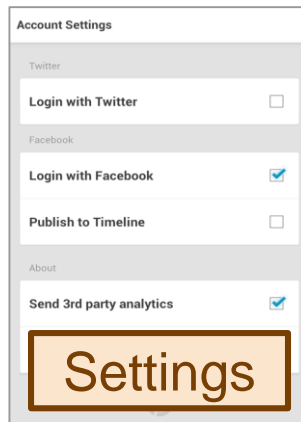 Account Settings
Twitter
Login with Twitter
Facebook
Login with Facebook
Publish to Timeline
About
Send 3rd party analytics
Settings